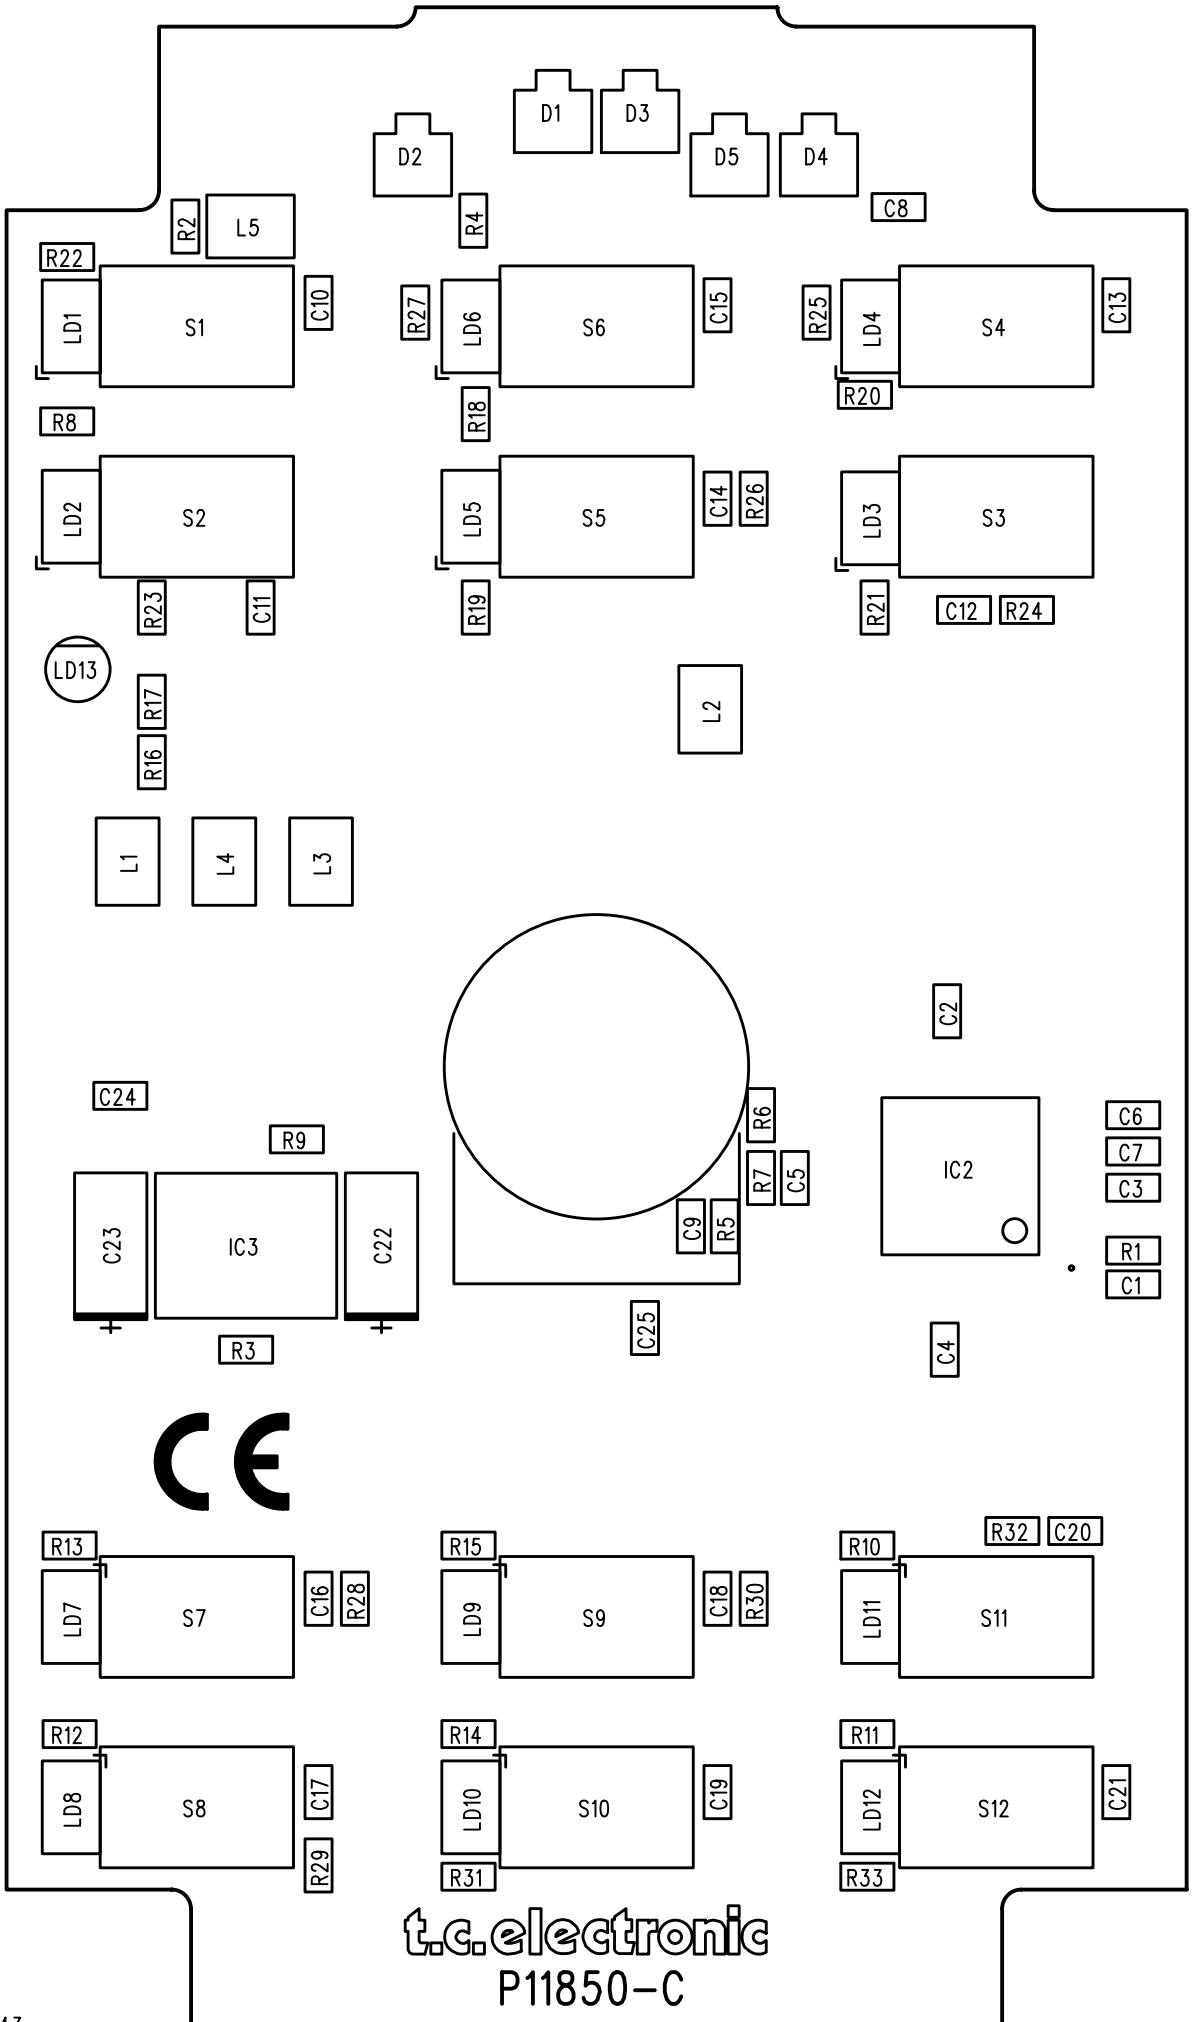 D1 D3
D2 D5 D4
R2 L5 R4 C8
R22
LD1 S1 C10 R27 LD6 S6 C15 R25 LD4 S4 C13
R8 R18 R20
LD2 S2 LD5 S5 C14 R26 LD3 S3
R23 C11 R19 R21 C12 R24
LD13
R17 L2
R16
L1 L4 L3
C2
C24 R6 C6
R9 C7
R7 C5 IC2 C3
C23 IC3 C22 C9 R5 R1
C1
R3 C25 C4
CE
R13 R15 R10 R32 C20
LD7 S7 C16 R28 LD9 S9 C18 R30 LD11 S11
R12 R14 R11
LD8 S8 C17 LD10 S10 C19 LD12 S12 C21
R29 R31 R33
t.c.electronic
P11850-C